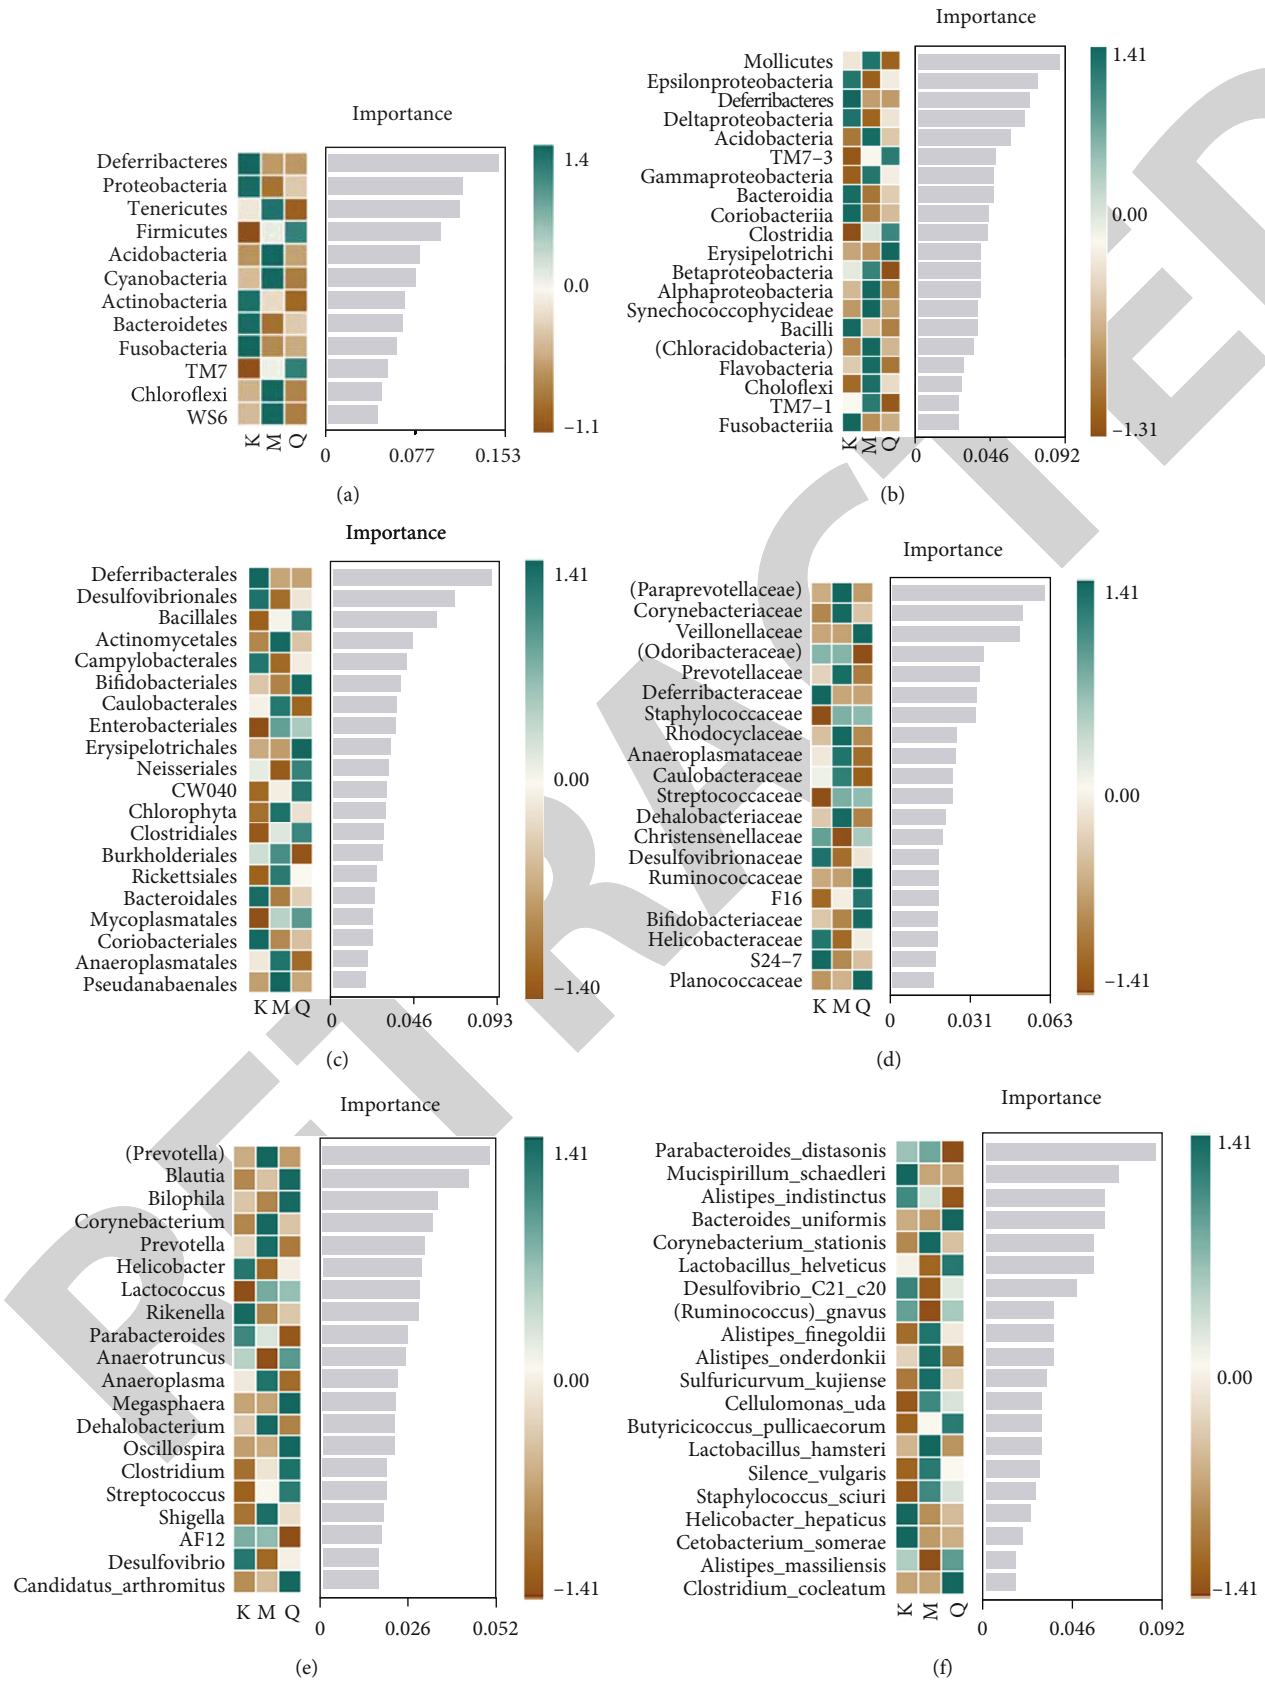 Importance
Deferribacteres
Proteobacteria
Tenericutes
Firmicutes
Acidobacteria
Cyanobacteria
Actinobacteria
Bacteroidetes
Fusobacteria
TM7
Chloroflexi
WS6
K M Q
0 0.077 0.153
1.4
0.0
−1.1
(a)
Importance
Mollicutes
Epsilonproteobacteria
Deferribacteres
Deltaproteobacteria
Acidobacteria
TM7−3
Gammaproteobacteria
Bacteroidia
Coriobacteriia
Clostridia
Erysipelotrichi
Betaproteobacteria
Alphaproteobacteria
Synechococcophycideae
Bacilli
(Chloracidobacteria)
Flavobacteria
Choloflexi
TM7−1
Fusobacteriia
K M Q
0 0.046 0.092
1.41
0.00
−1.31
(b)
Importance
Deferribacterales
Desulfovibrionales
Bacillales
Actinomycetales
Campylobacterales
Bifidobacteriales
Caulobacterales
Enterobacteriales
Erysipelotrichales
Neisseriales
CW040
Chlorophyta
Clostridiales
Burkholderiales
Rickettsiales
Bacteroidales
Mycoplasmatales
Coriobacteriales
Anaeroplasmatales
Pseudanabaenales
K M Q
0 0.046 0.093
1.41
0.00
−1.40
(c)
Importance
(Paraprevotellaceae)
Corynebacteriaceae
Veillonellaceae
(Odoribacteraceae)
Prevotellaceae
Deferribacteraceae
Staphylococcaceae
Rhodocyclaceae
Anaeroplasmataceae
Caulobacteraceae
Streptococcaceae
Dehalobacteriaceae
Christensenellaceae
Desulfovibrionaceae
Ruminococcaceae
F16
Bifidobacteriaceae
Helicobacteraceae
S24−7
Planococcaceae
K M Q
0 0.031 0.063
1.41
0.00
−1.41
(d)
Importance
(Prevotella)
Blautia
Bilophila
Corynebacterium
Prevotella
Helicobacter
Lactococcus
Rikenella
Parabacteroides
Anaerotruncus
Anaeroplasma
Megasphaera
Dehalobacterium
Oscillospira
Clostridium
Streptococcus
Shigella
AF12
Desulfovibrio
Candidatus_arthromitus
K M Q
0 0.026 0.052
1.41
0.00
−1.41
(e)
Importance
Parabacteroides_distasonis
Mucispirillum_schaedleri
Alistipes_indistinctus
Bacteroides_uniformis
Corynebacterium_stationis
Lactobacillus_helveticus
Desulfovibrio_C21_c20
(Ruminococcus)_gnavus
Alistipes_finegoldii
Alistipes_onderdonkii
Sulfuricurvum_kujiense
Cellulomonas_uda
Butyricicoccus_pullicaecorum
Lactobacillus_hamsteri
Silence_vulgaris
Staphylococcus_sciuri
Helicobacter_hepaticus
Cetobacterium_somerae
Alistipes_massiliensis
Clostridium_cocleatum
K M Q
0 0.046 0.092
1.41
0.00
−1.41
(f)
RETRACTED